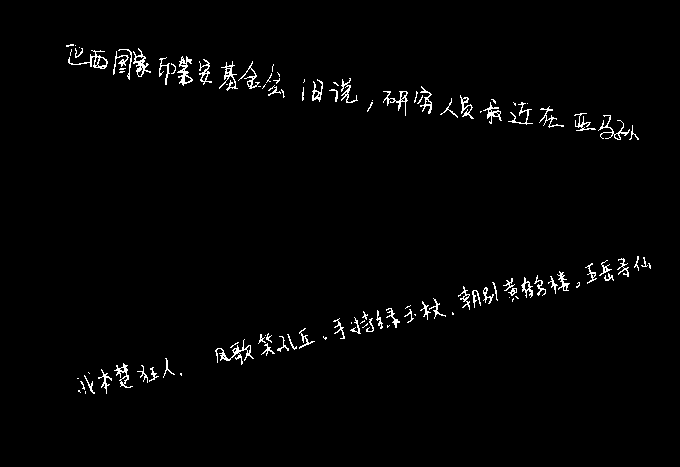 巴西国家印第安基金会1日说，研究人员最近在亚马孙
我本楚狂人，凤歌笑孔丘。手持绿玉杖，朝别黄鹤楼。五岳寻仙